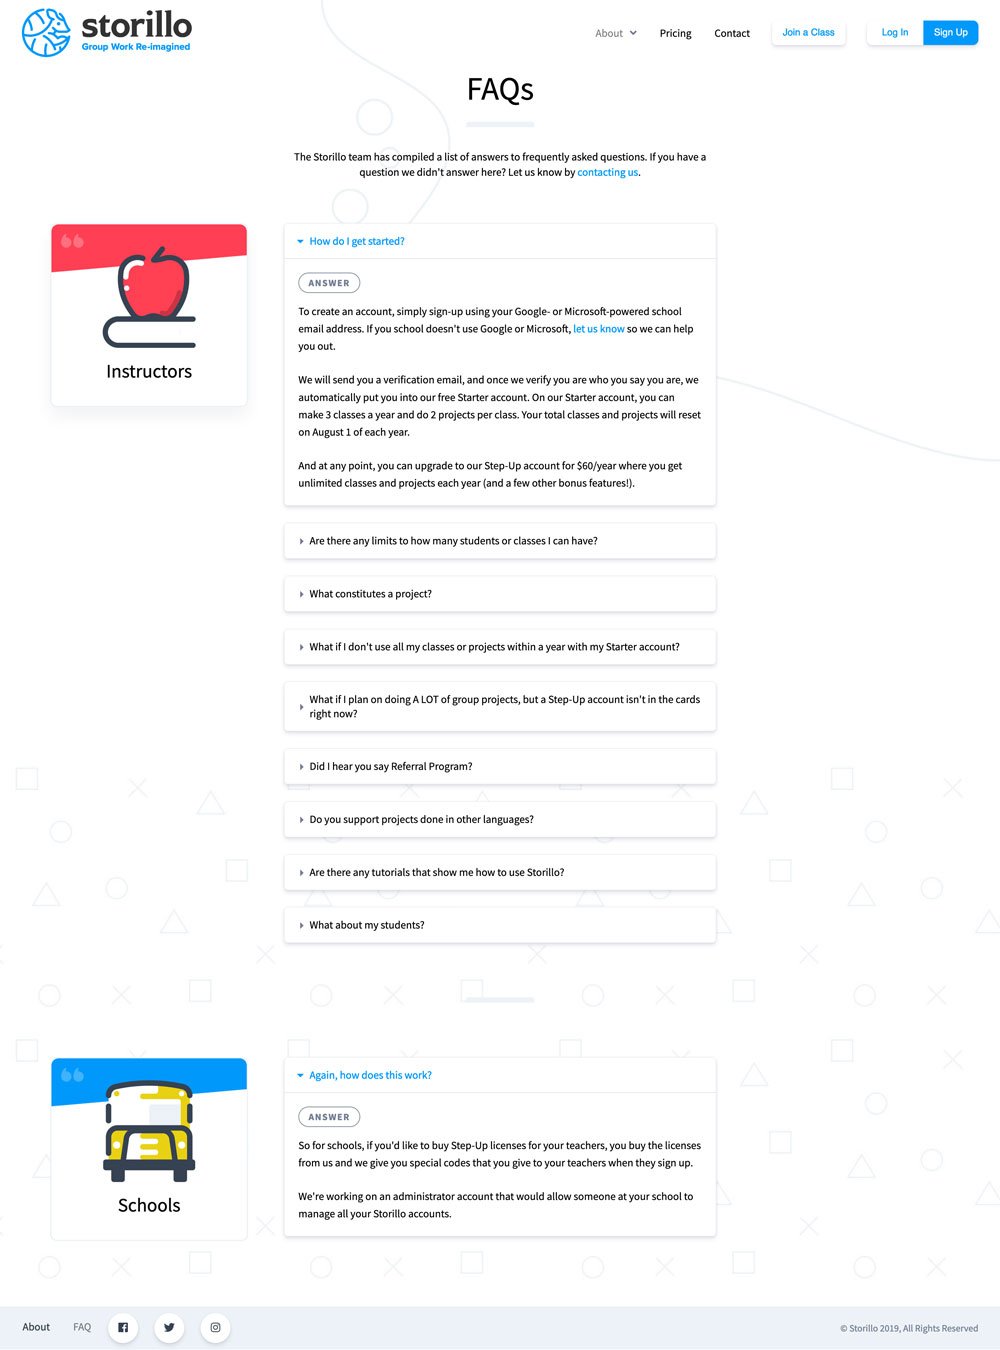 storillo
Group Work Re-imagined
About
Pricing
Contact
Join a Class
Log In
Sign Up
FAQs
The Storillo team has compiled a list of answers to frequently asked questions. If you have a
question we didn't answer here? Let us know by contacting us.
Instructors
How do I get started?
ANSWER
To create an account, simply sign-up using your Google- or Microsoft-powered school
email address. If you school doesn't use Google or Microsoft, let us know so we can help
you out.
We will send you a verification email, and once we verify you are who you say you are, we
automatically put you into our free Starter account. On our Starter account, you can
make 3 classes a year and do 2 projects per class. Your total classes and projects will reset
on August 1 of each year.
And at any point, you can upgrade to our Step-Up account for $60/year where you get
unlimited classes and projects each year (and a few other bonus features!).
Are there any limits to how many students or classes I can have?
What constitutes a project?
What if I don't use all my classes or projects within a year with my Starter account?
What if I plan on doing A LOT of group projects, but a Step-Up account isn't in the cards
right now?
Did I hear you say Referral Program?
Do you support projects done in other languages?
Are there any tutorials that show me how to use Storillo?
What about my students?
Schools
Again, how does this work?
ANSWER
So for schools, if you'd like to buy Step-Up licenses for your teachers, you buy the licenses
from us and we give you special codes that you give to your teachers when they sign up.
We're working on an administrator account that would allow someone at your school to
manage all your Storillo accounts.
About
FAQ
© Storillo 2019, All Rights Reserved